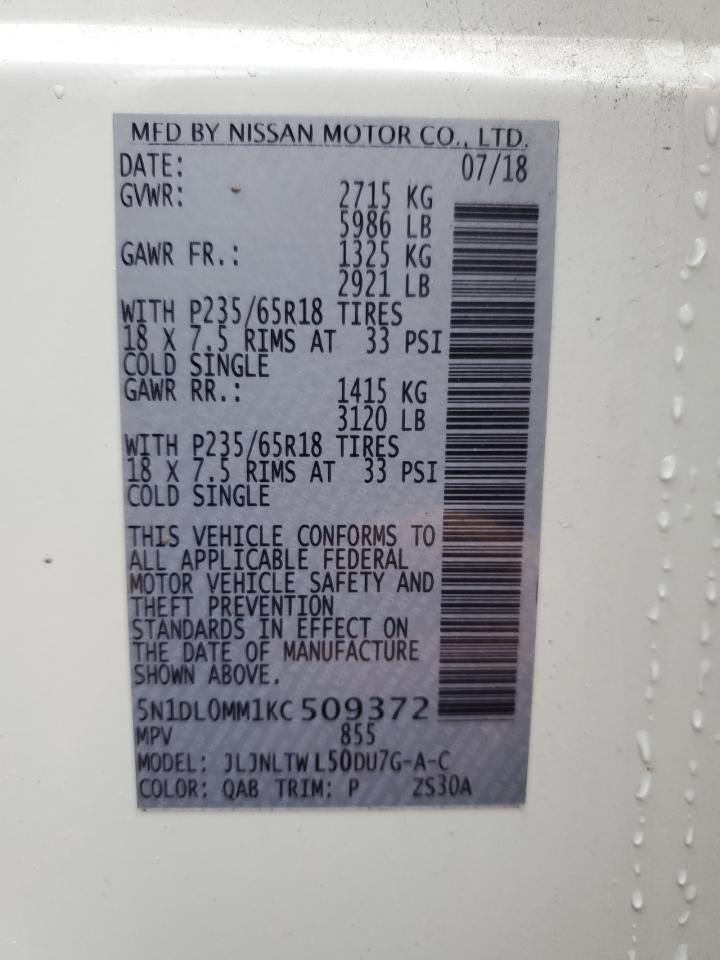 MFD BY NISSAN MOTOR CO., LTD.
DATE: 07/18
GVWR: 2715 KG
5986 LB
GAWR FR.: 1325 KG
2921 LB
WITH P235/65R18 TIRES
18 X 7.5 RIMS AT 33 PSI
COLD SINGLE
GAWR RR.: 1415 KG
3120 LB
WITH P235/65R18 TIRES
18 X 7.5 RIMS AT 33 PSI
COLD SINGLE
THIS VEHICLE CONFORMS TO
ALL APPLICABLE FEDERAL
MOTOR VEHICLE SAFETY AND
THEFT PREVENTION
STANDARDS IN EFFECT ON
THE DATE OF MANUFACTURE
SHOWN ABOVE.
5N1DL0MM1KC 509372
MPV 855
MODEL: JLJNLTW L50DU7G-A-C
COLOR: QAB TRIM: P ZS30A